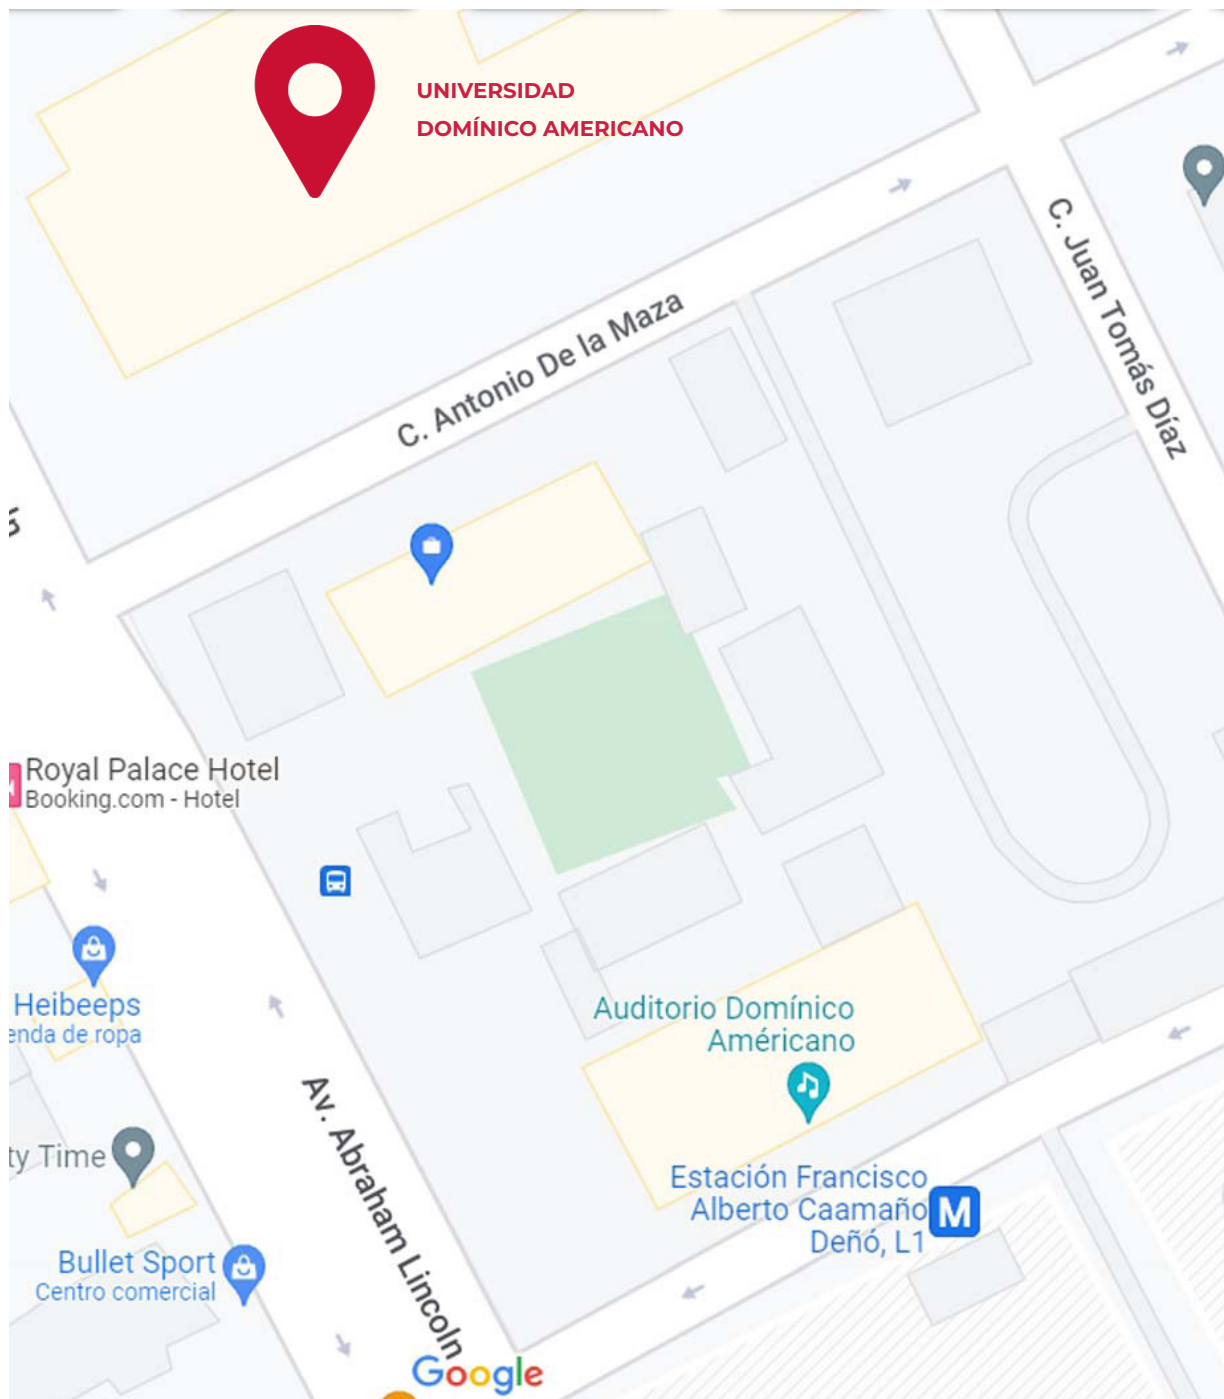 UNIVERSIDAD
DOMÍNICO AMERICANO
C. Juan Tomás Díaz
C. Antonio De la Maza
Royal Palace Hotel
Booking.com - Hotel
Heibeeps
enda de ropa
Auditorio Domínico
Américano
Av. Abraham Lincoln
ty Time
Estación Francisco
Alberto Caamaño
Deñó, L1
M
Bullet Sport
Centro comercial
Google